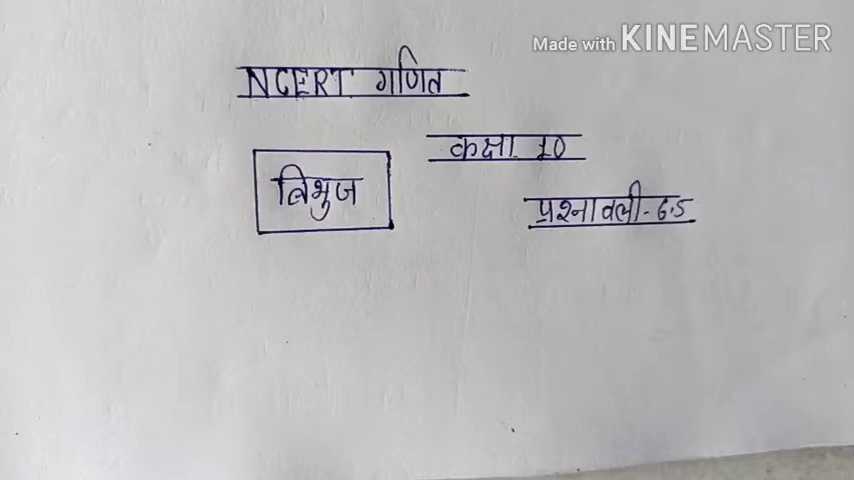 Made with KINEMASTER
NCERT गणित
कक्षा 10
त्रिभुज
प्रश्नावली-6.5